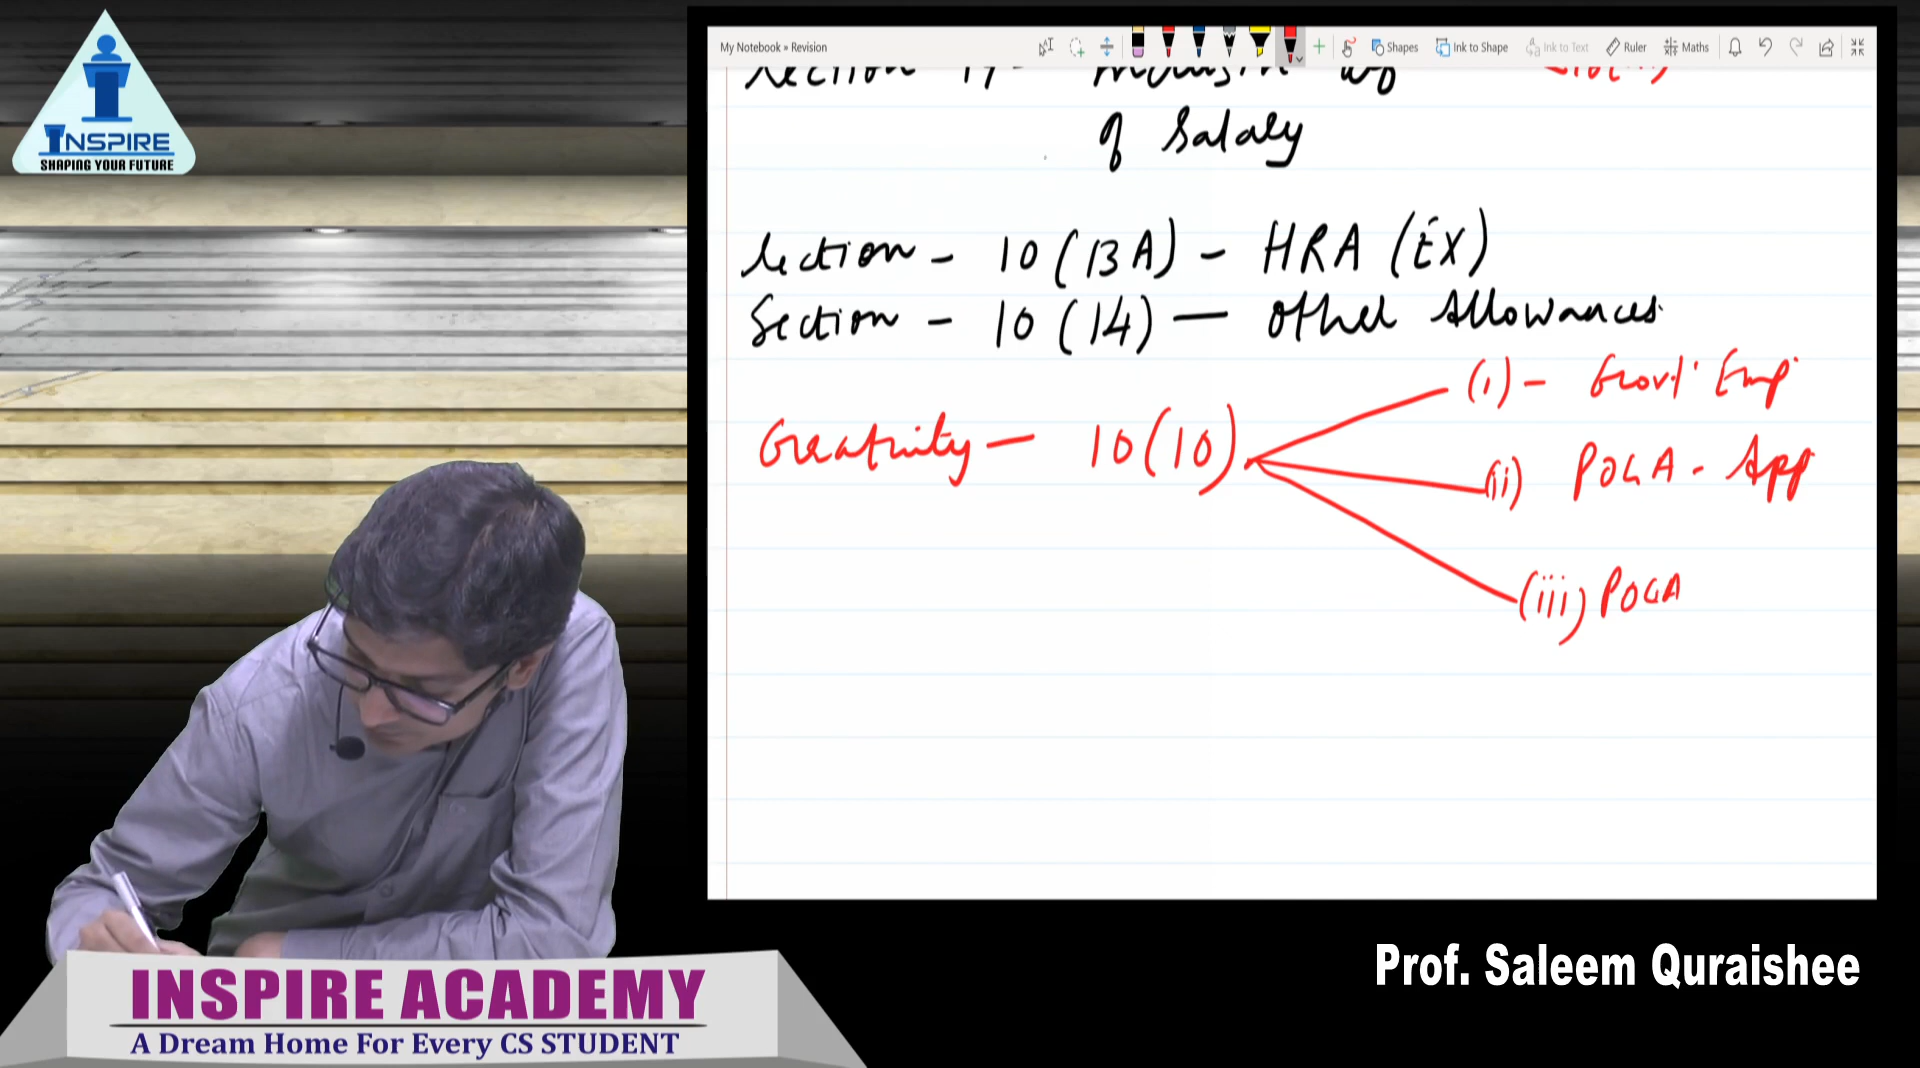 INSPIRE
SHAPING YOUR FUTURE
My Notebook » Revision
Shapes
Ink to Shape
Ink to Text
Ruler
Maths
Section 17 -
of Salary
Section - 10 (13A) - HRA (EX)
Section - 10 (14) — Other Allowances
Gratuity — 10(10)
(i) - Govt. Emp
(ii) POGA - App
(iii) POGA
Prof. Saleem Quraishee
INSPIRE ACADEMY
A Dream Home For Every CS STUDENT